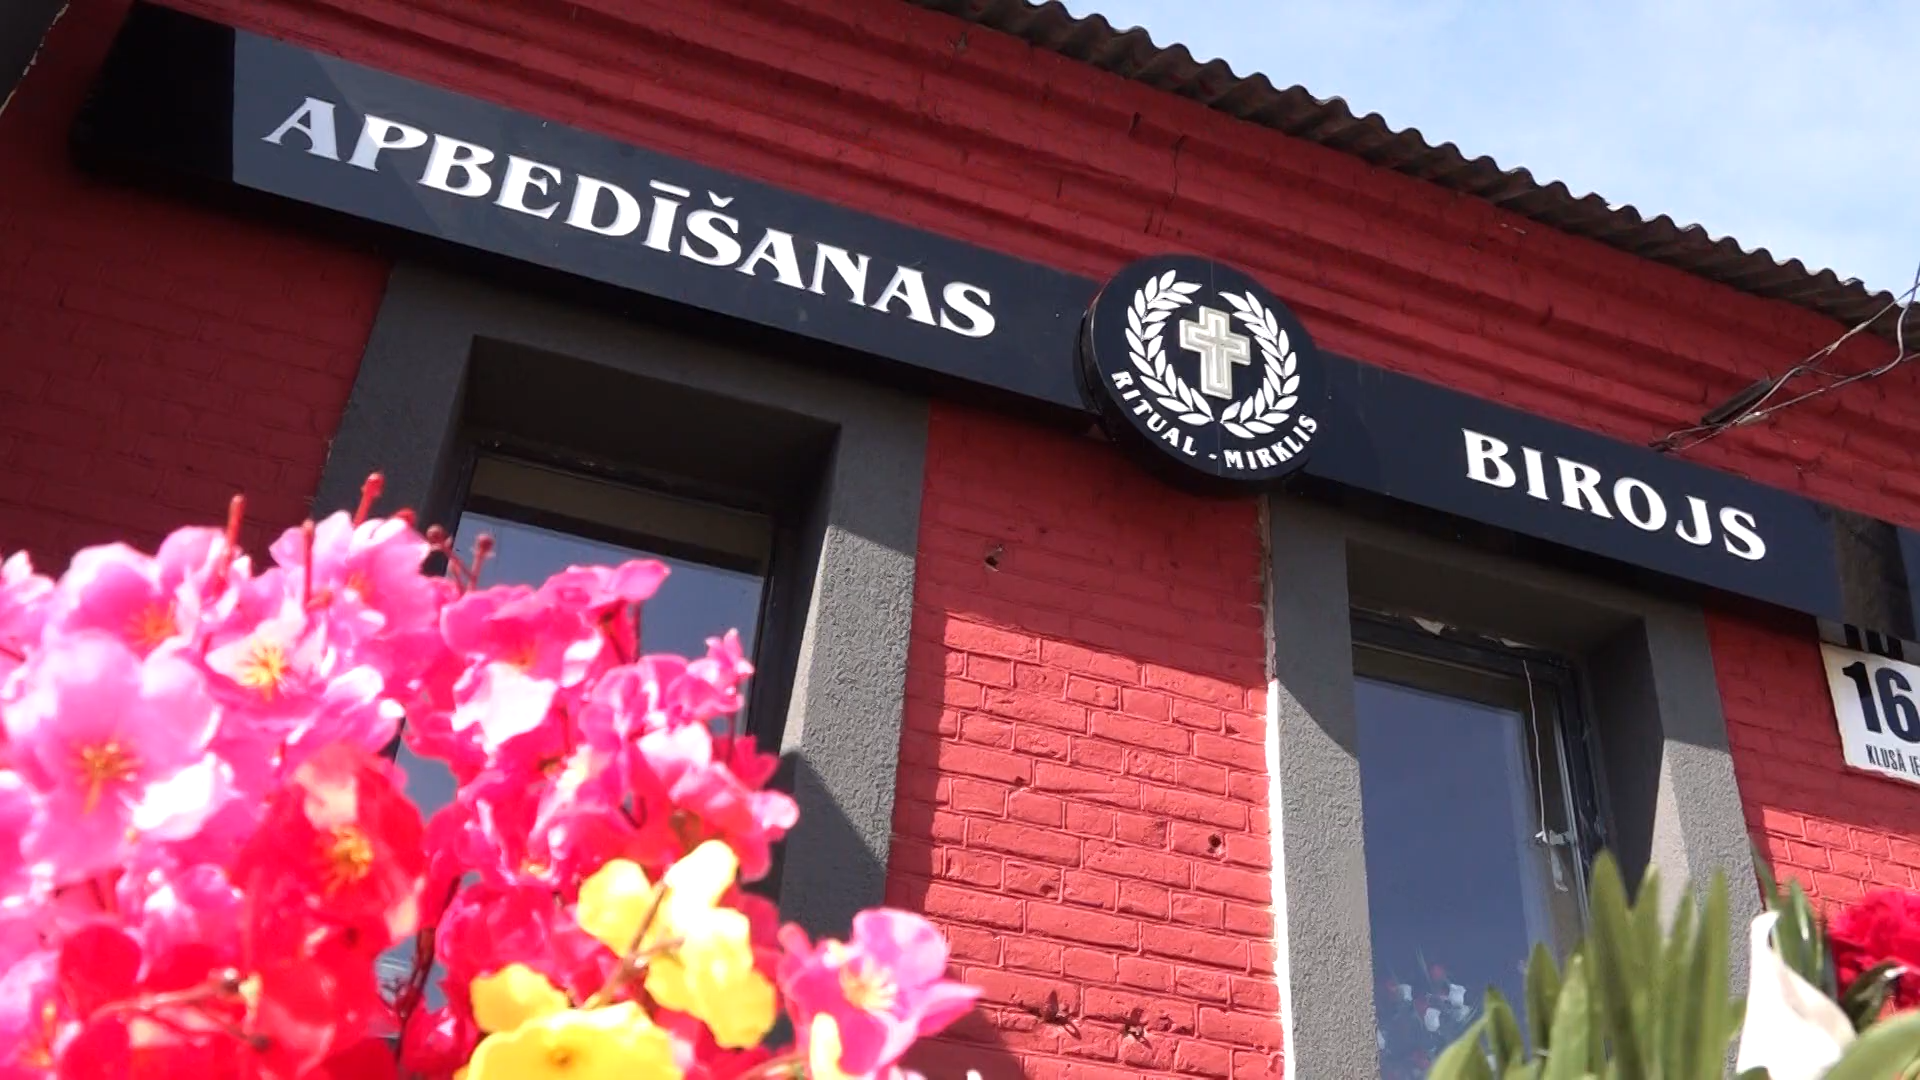 APBEDĪŠANAS
RITUAL - MIRKLIS
BIROJS
16
KLUSĀ